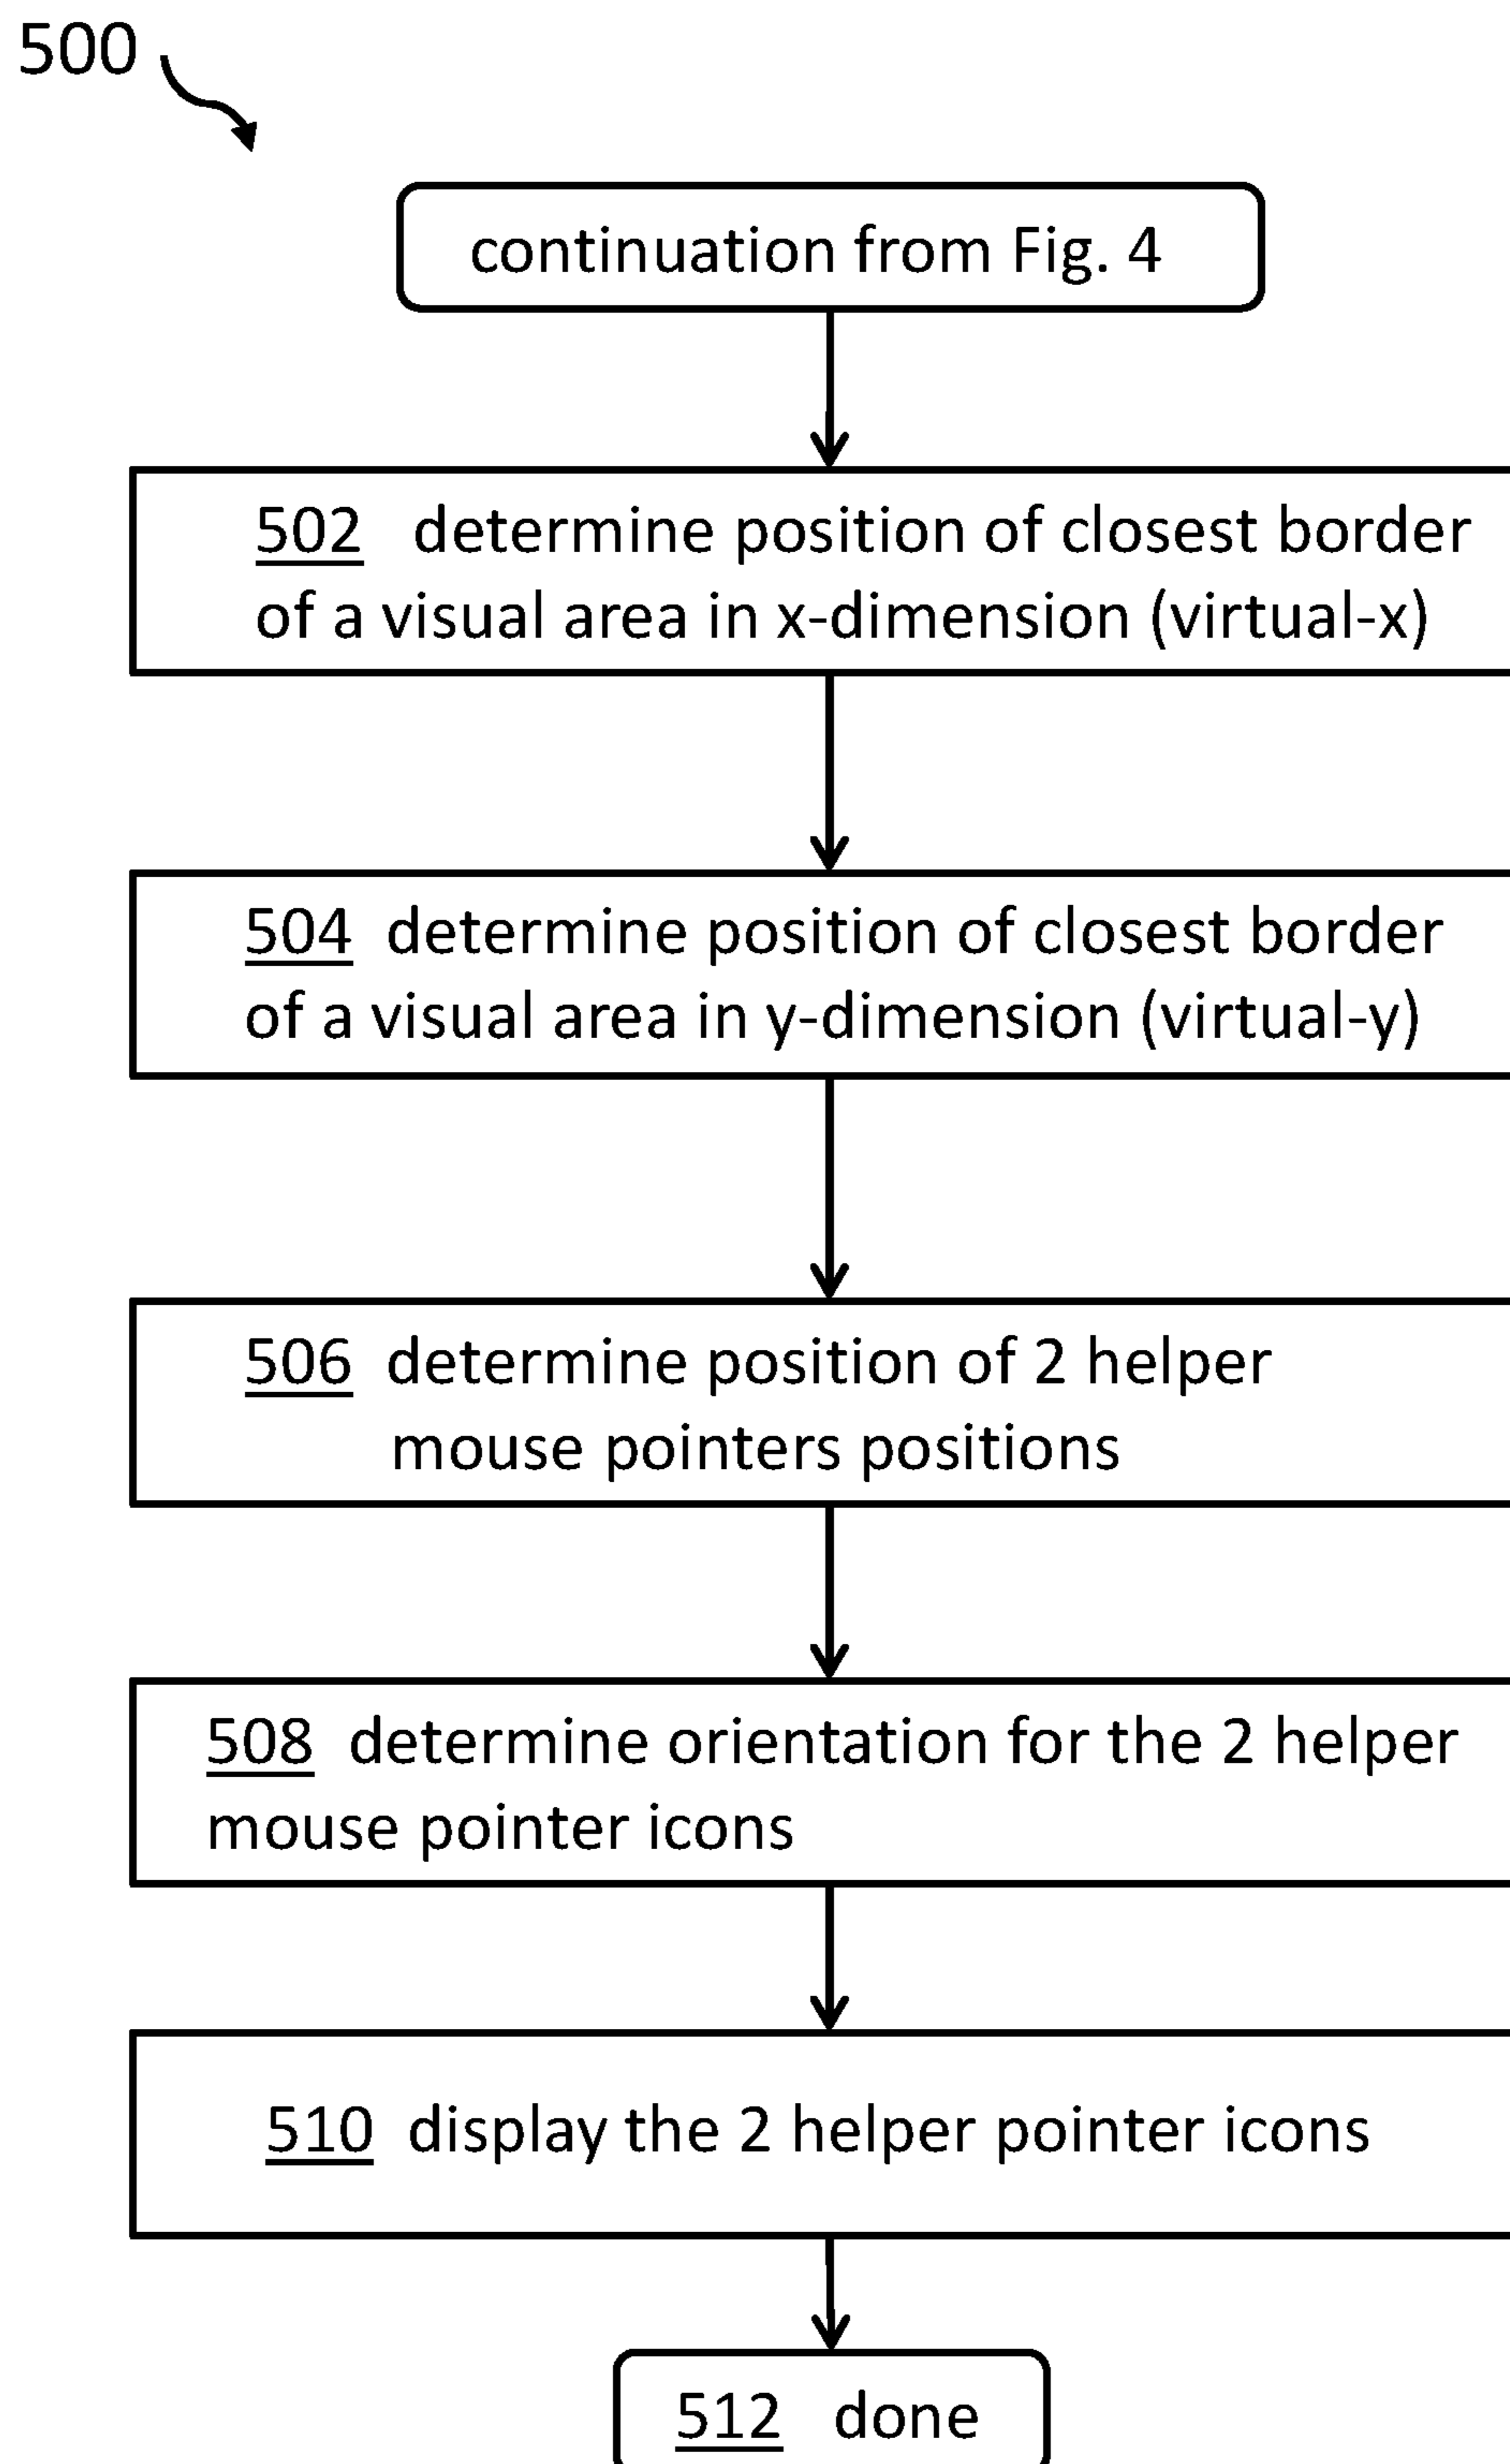 500
continuation from Fig. 4
502 determine position of closest border
of a visual area in x-dimension (virtual-x)
504 determine position of closest border
of a visual area in y-dimension (virtual-y)
506 determine position of 2 helper
mouse pointers positions
508 determine orientation for the 2 helper
mouse pointer icons
510 display the 2 helper pointer icons
512 done